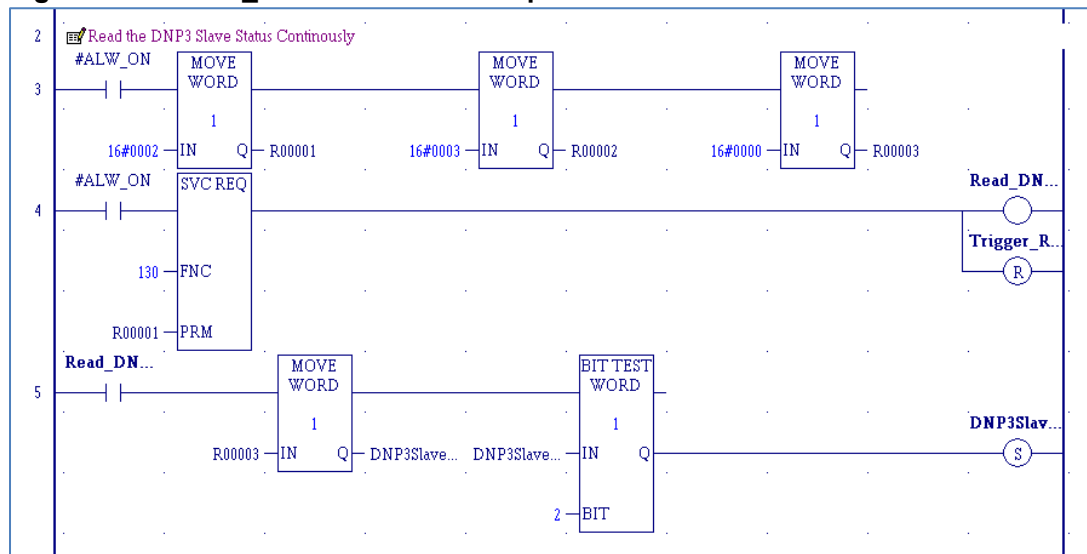 2 Read the DNP3 Slave Status Continously
#ALW_ON
3
MOVE
WORD
1
16#0002 IN Q R00001
MOVE
WORD
1
16#0003 IN Q R00002
MOVE
WORD
1
16#0000 IN Q R00003
#ALW_ON
4
SVC REQ
130 FNC
R00001 PRM
Read_DN...
Trigger_R...
R
Read_DN...
5
MOVE
WORD
1
R00003 IN Q DNP3Slave...
BIT TEST
WORD
1
DNP3Slave... IN Q
2 BIT
DNP3Slav...
S